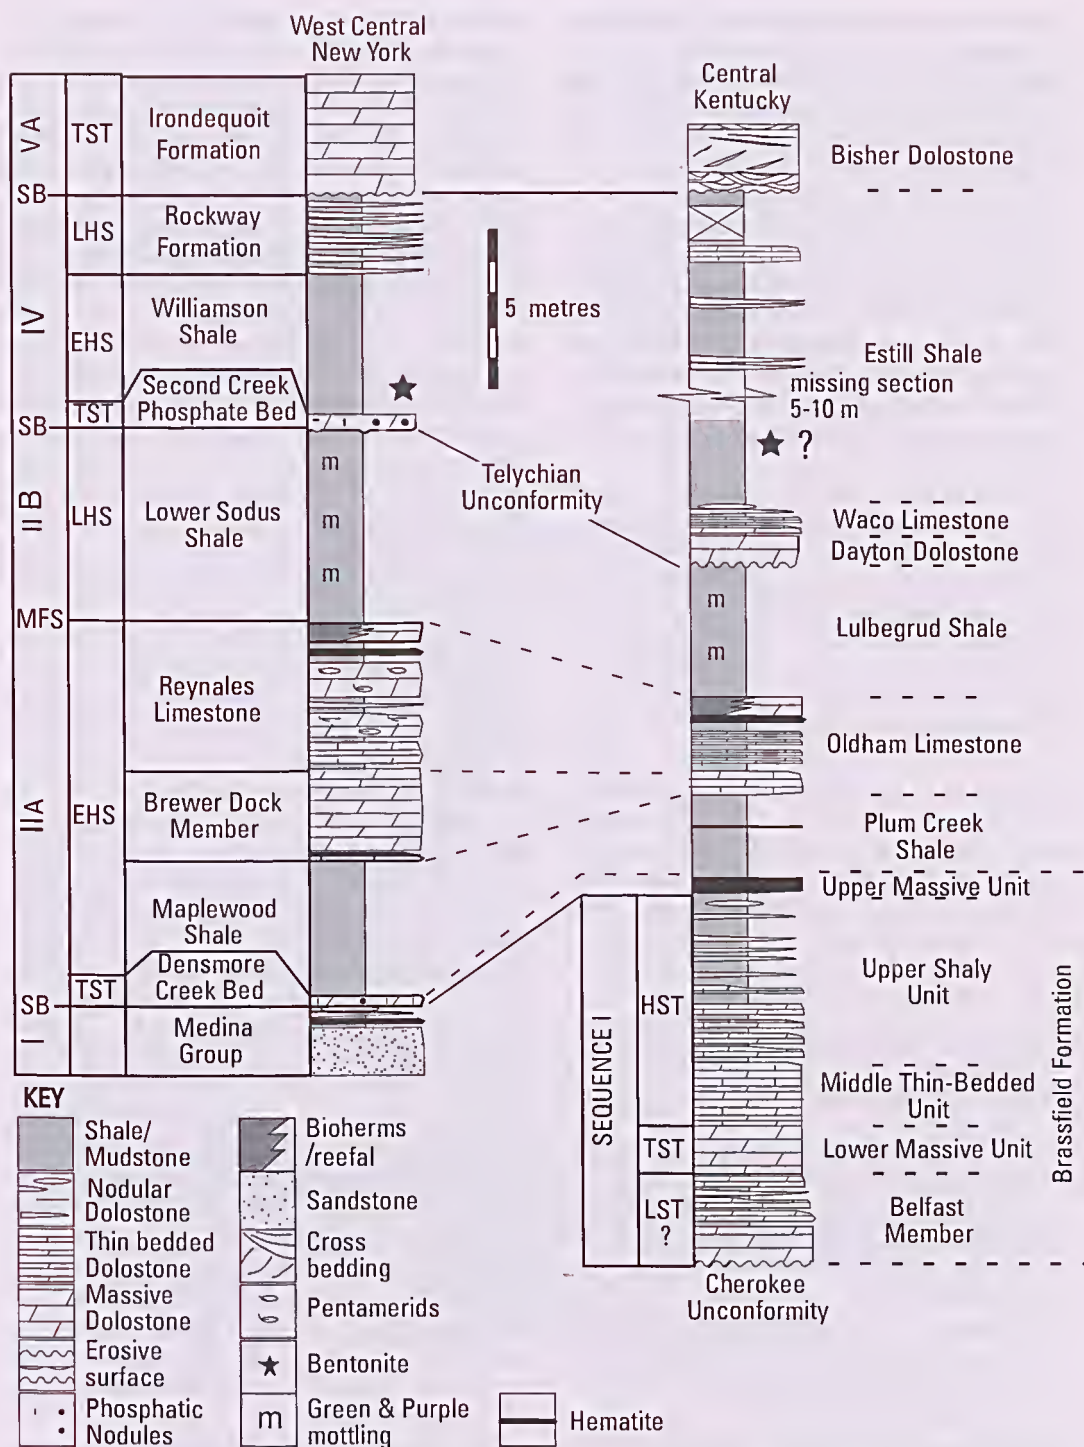 West Central
New York
Central
Kentucky
V A
TST
Irondequoit
Formation
Bisher Dolostone
SB
LHS
Rockway
Formation
IV
EHS
Williamson
Shale
5 metres
Estill Shale
missing section
5-10 m
TST
Second Creek
Phosphate Bed
SB
?
II B
LHS
Lower Sodus
Shale
m
m
m
Telychian
Unconformity
Waco Limestone
Dayton Dolostone
m
m
Lulbegrud Shale
MFS
IIA
EHS
Reynales
Limestone
Oldham Limestone
Brewer Dock
Member
Plum Creek
Shale
Maplewood
Shale
Upper Massive Unit
TST
Densmore
Creek Bed
SB
I
Medina
Group
SEQUENCE I
HST
Upper Shaly
Unit
Middle Thin-Bedded
Unit
TST
Lower Massive Unit
LST
?
Belfast
Member
Brassfield Formation
Cherokee
Unconformity
KEY
Shale/
Mudstone
Nodular
Dolostone
Thin bedded
Dolostone
Massive
Dolostone
Erosive
surface
Phosphatic
Nodules
Bioherms
/reefal
Sandstone
Cross
bedding
Pentamerids
Bentonite
m
Green & Purple
mottling
Hematite